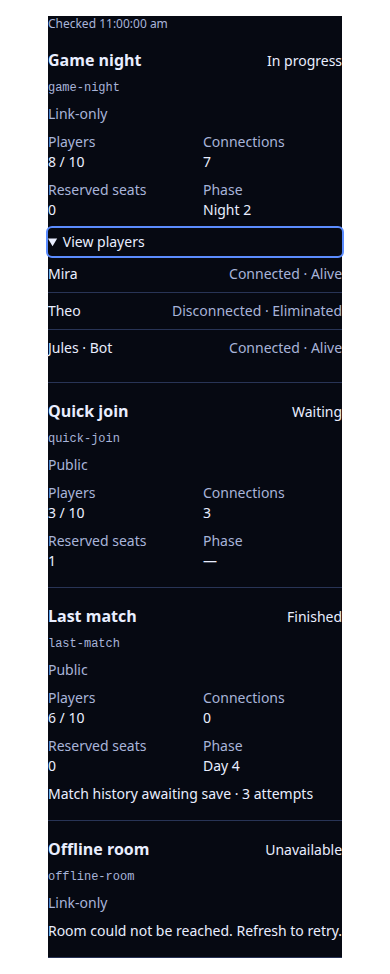 Checked 11:00:00 am
Game night In progress
game-night
Link-only
Players Connections
8 / 10 7
Reserved seats Phase
0 Night 2
▼ View players
Mira Connected · Alive
Theo Disconnected · Eliminated
Jules · Bot Connected · Alive
Quick join Waiting
quick-join
Public
Players Connections
3 / 10 3
Reserved seats Phase
1 —
Last match Finished
last-match
Public
Players Connections
6 / 10 0
Reserved seats Phase
0 Day 4
Match history awaiting save · 3 attempts
Offline room Unavailable
offline-room
Link-only
Room could not be reached. Refresh to retry.